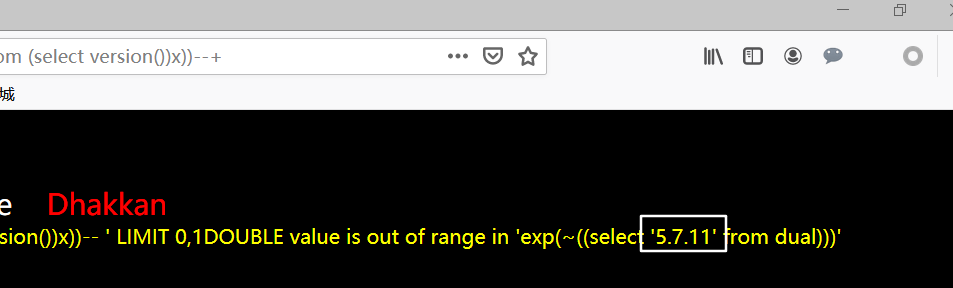 om (select version())x))--+
城
e Dhakkan
sion())x))-- ' LIMIT 0,1DOUBLE value is out of range in 'exp(~((select '5.7.11' from dual)))'